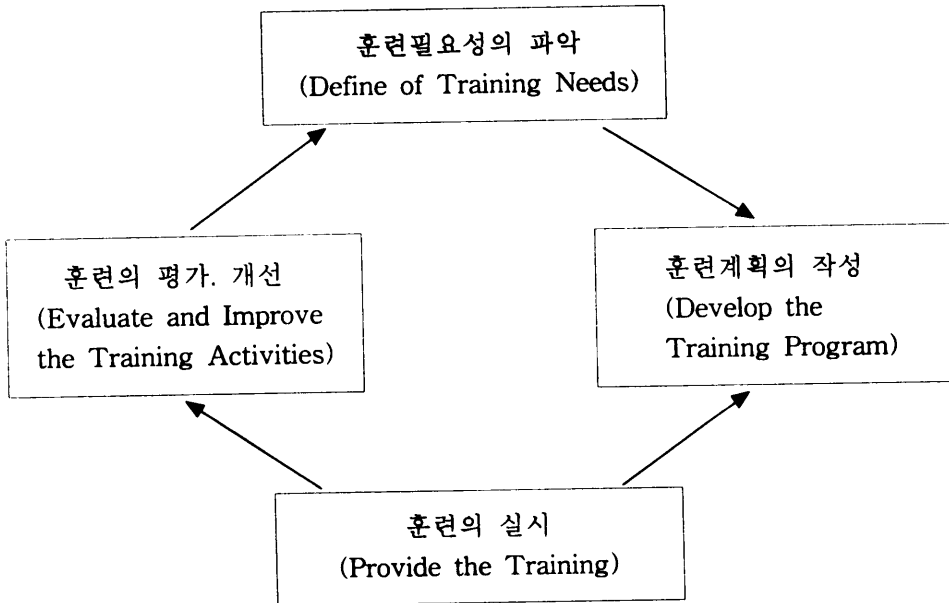 훈련필요성의 파악
(Define of Training Needs)
훈련의 평가. 개선
(Evaluate and Improve
the Training Activities)
훈련계획의 작성
(Develop the
Training Program)
훈련의 실시
(Provide the Training)